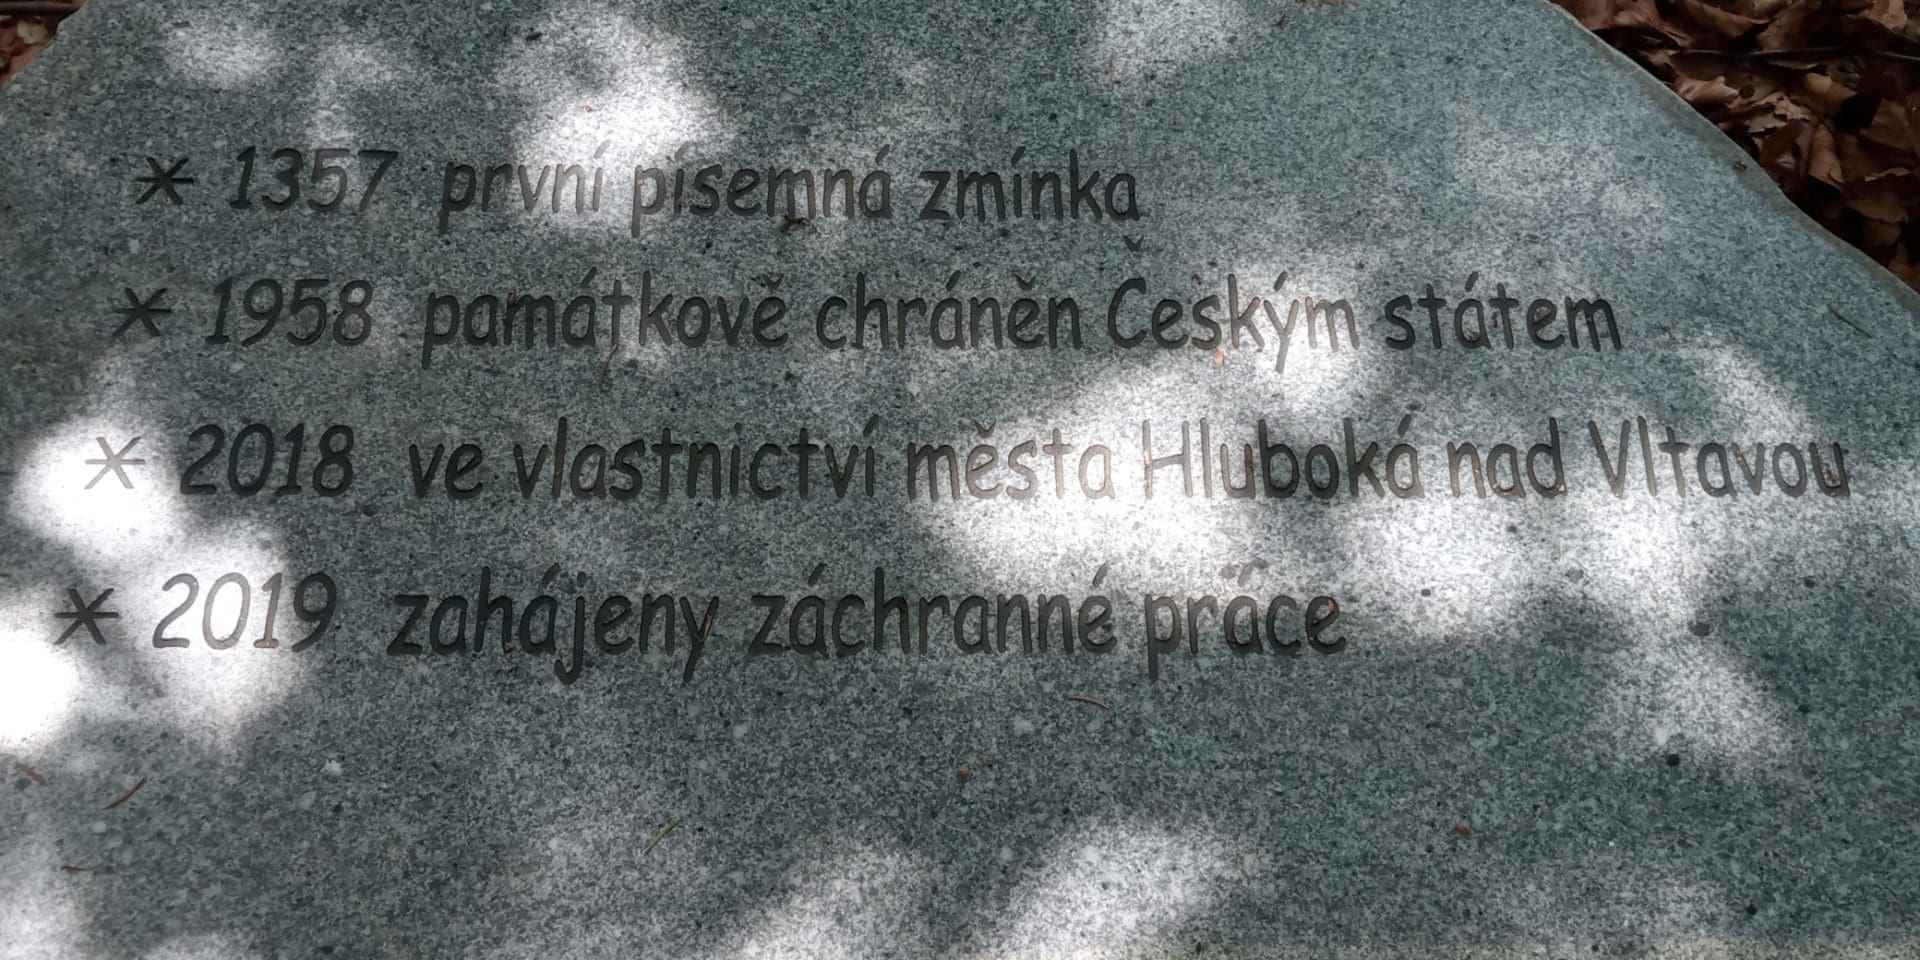 * 1357 první písemná zmínka
* 1958 památkově chráněn Českým státem
* 2018 ve vlastnictví města Hluboká nad Vltavou
* 2019 zahájeny záchranné práce